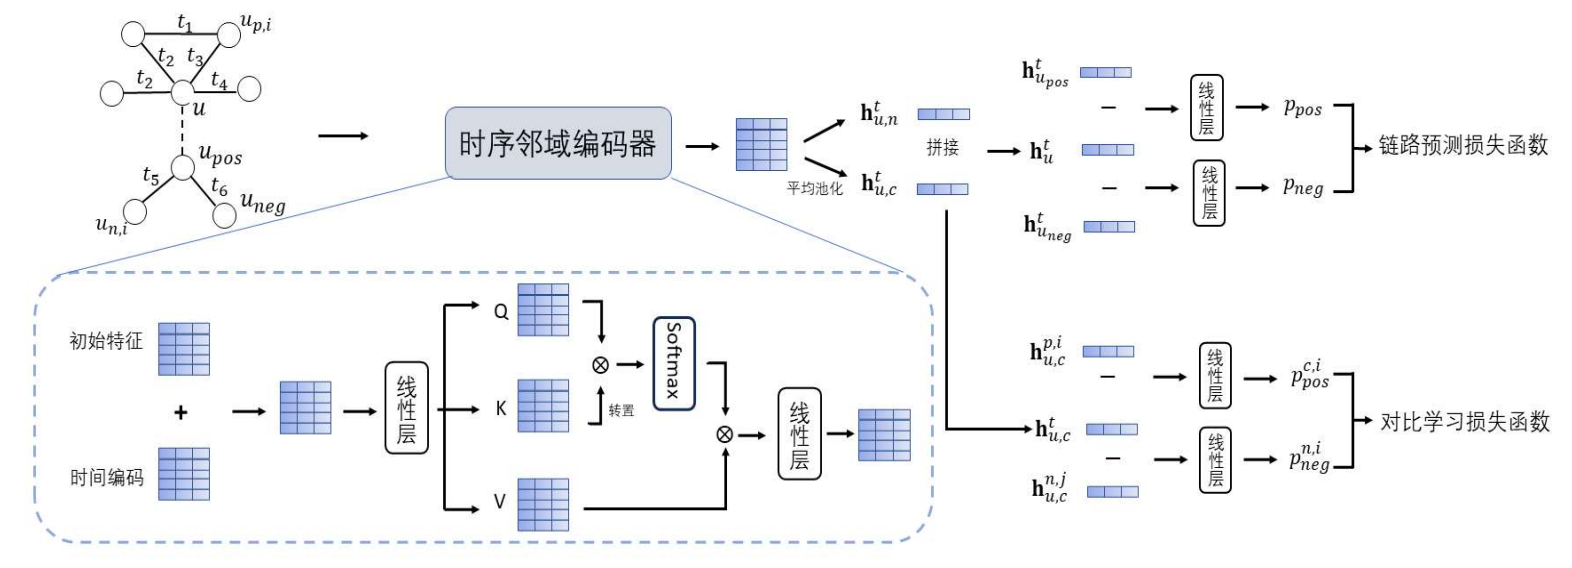 t₁
u_{p,i}
t₂
t₃
t₂
t₄
u
u_{pos}
t₅
t₆
u_{neg}
u_{n,i}
时序邻域编码器
平均池化
h^t_{u,n}
拼接
h^t_{u,c}
h^t_{u_{pos}}
−
h^t_u
−
h^t_{u_{neg}}
线性层
线性层
p_{pos}
p_{neg}
链路预测损失函数
初始特征
+
时间编码
线性层
Q
K
V
⊗
转置
Softmax
⊗
线性层
h^{p,i}_{u,c}
−
h^t_{u,c}
−
h^{n,j}_{u,c}
线性层
线性层
p^{c,i}_{pos}
p^{n,i}_{neg}
对比学习损失函数